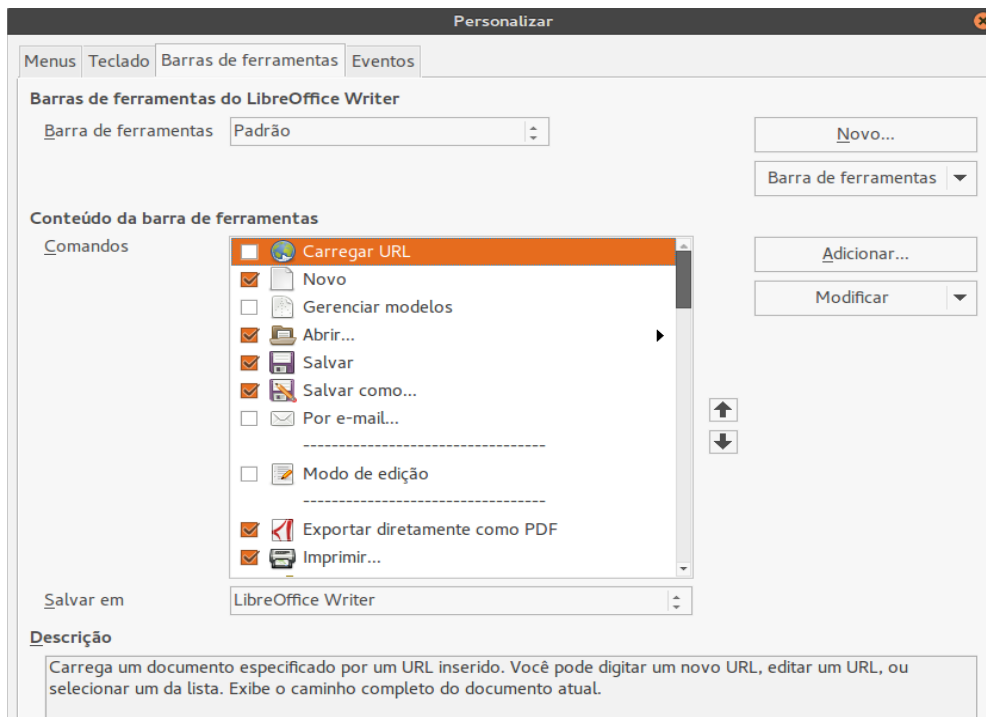 Personalizar
Menus Teclado Barras de ferramentas Eventos
Barras de ferramentas do LibreOffice Writer
Barra de ferramentas Padrão Novo...
Barra de ferramentas
Conteúdo da barra de ferramentas
Comandos Carregar URL Adicionar...
Novo
Modificar
Gerenciar modelos
Abrir...
Salvar
Salvar como...
Por e-mail...
---------------------------------
Modo de edição
---------------------------------
Exportar diretamente como PDF
Imprimir...
Salvar em LibreOffice Writer
Descrição
Carrega um documento especificado por um URL inserido. Você pode digitar um novo URL, editar um URL, ou
selecionar um da lista. Exibe o caminho completo do documento atual.